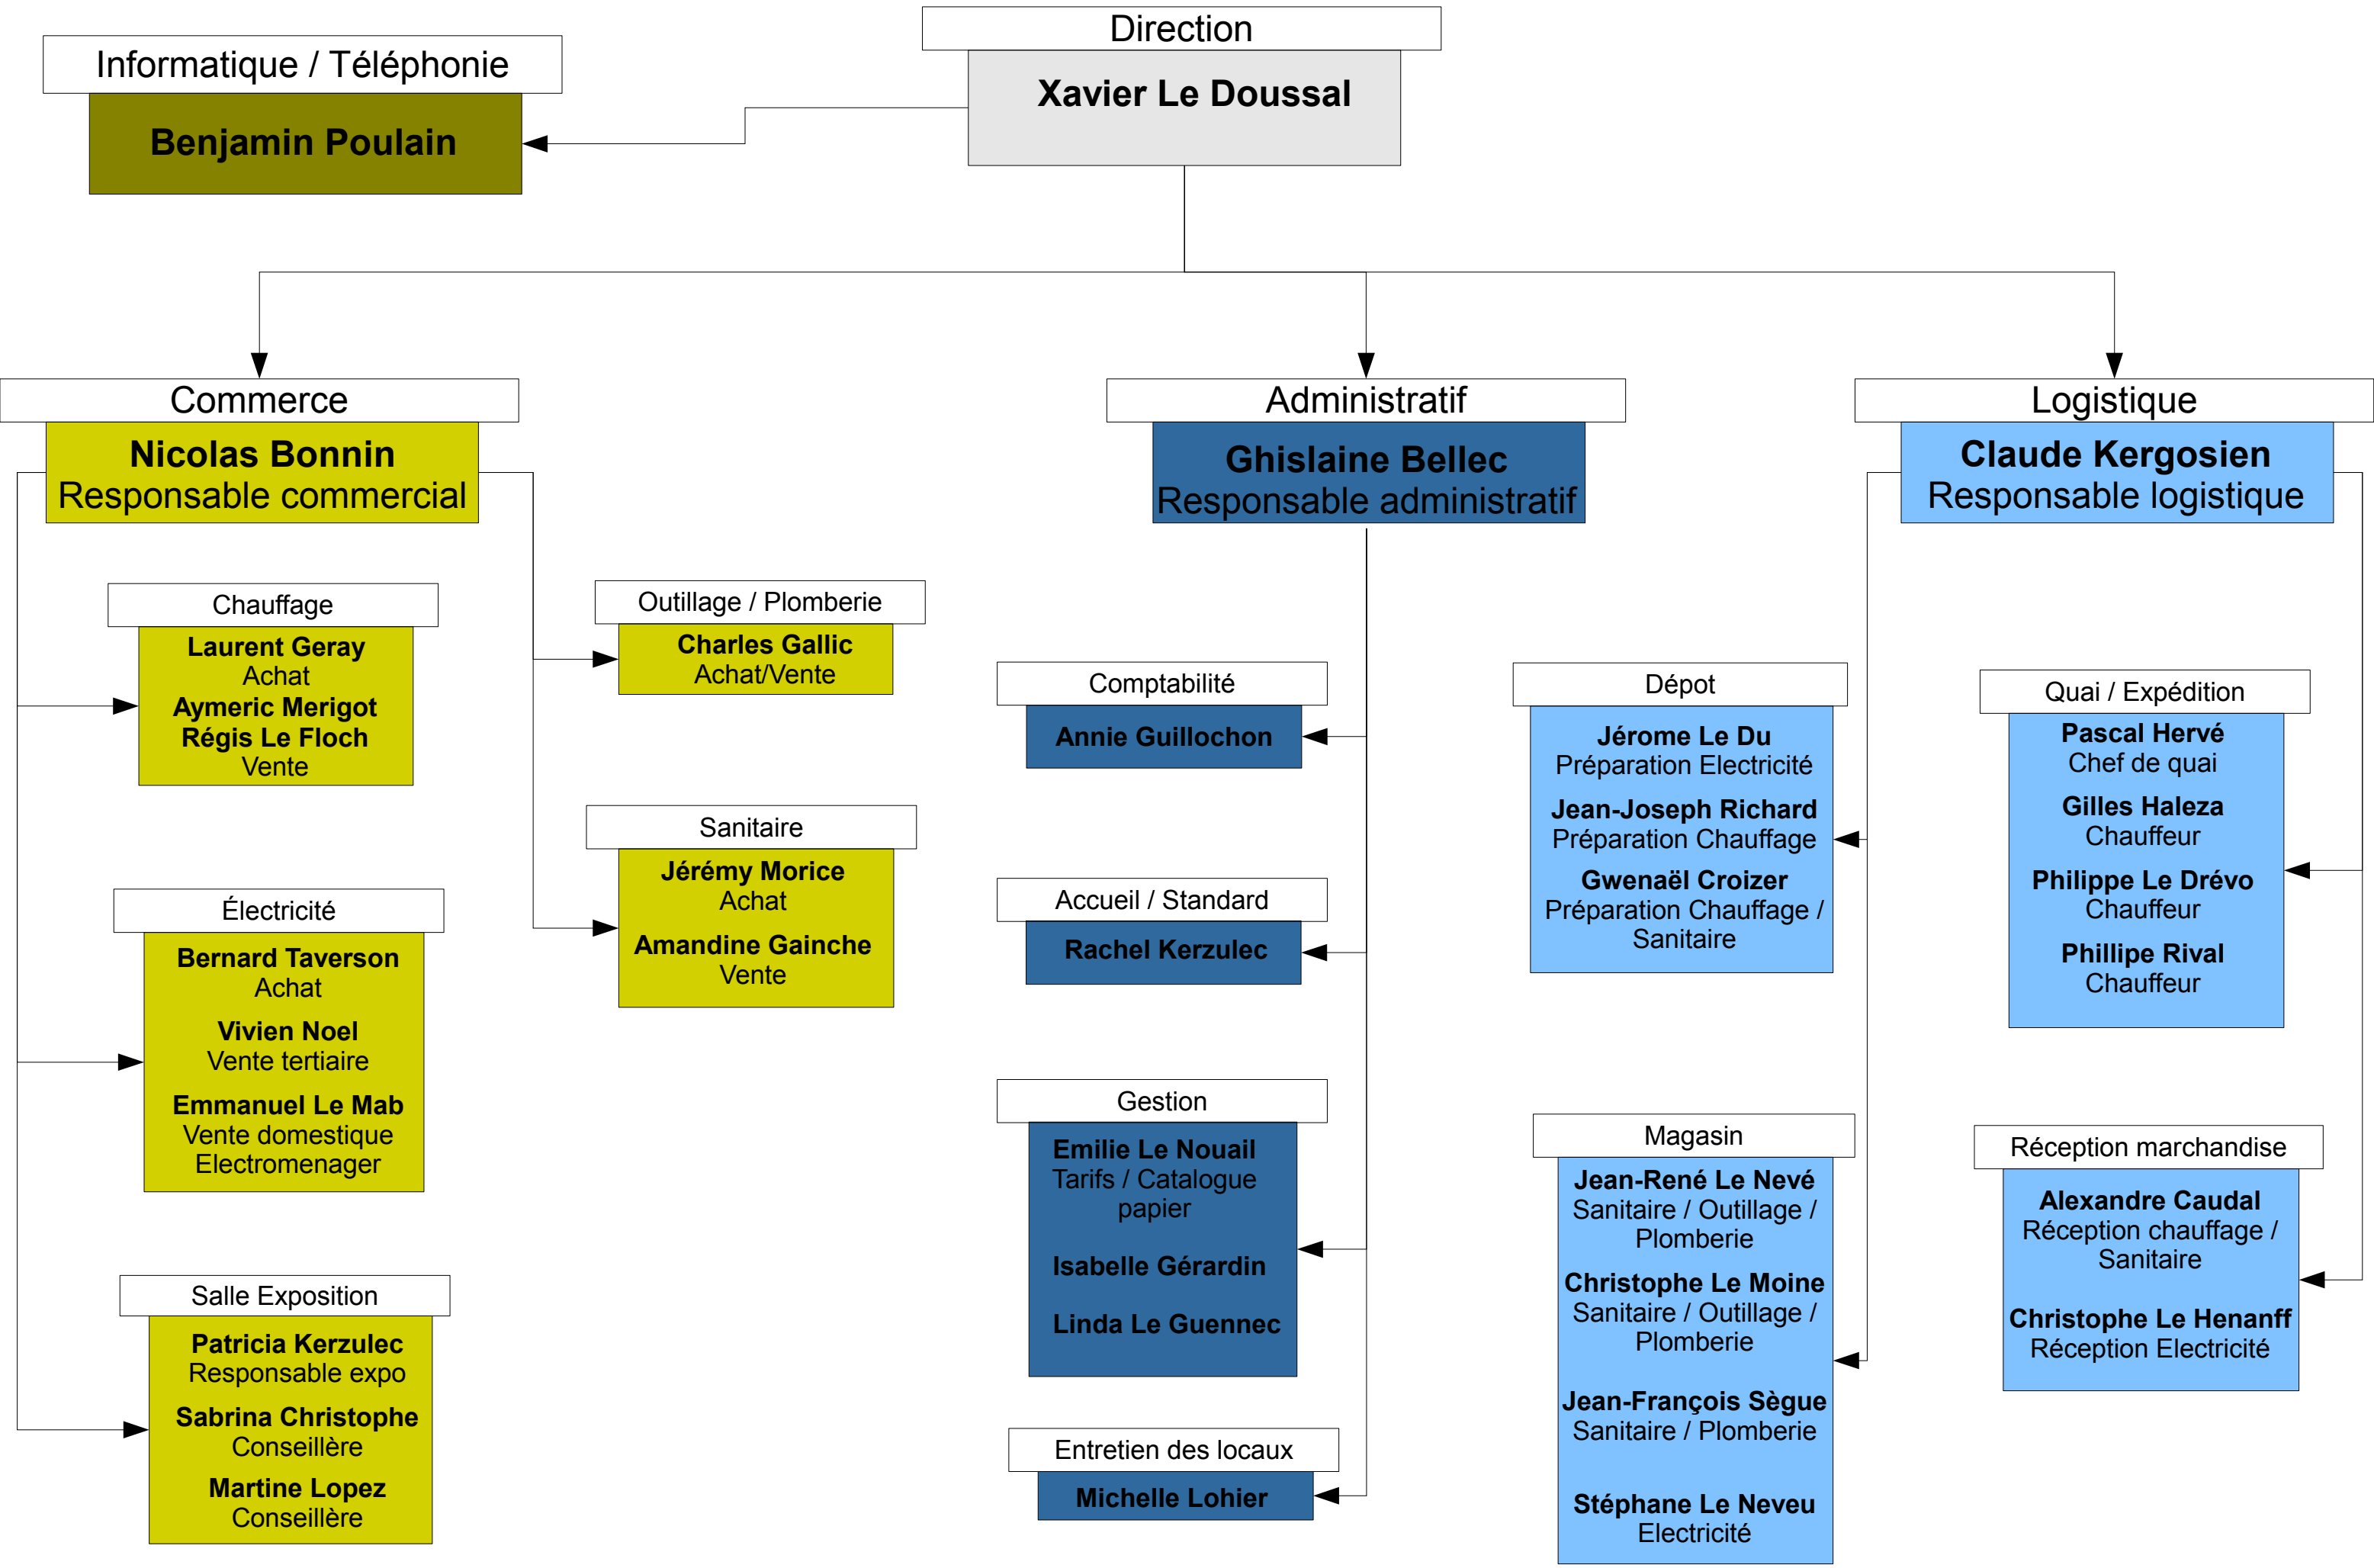 Direction
Xavier Le Doussal
Informatique / Téléphonie
Benjamin Poulain
Commerce
Nicolas Bonnin
Responsable commercial
Chauffage
Laurent Geray
Achat
Aymeric Merigot
Régis Le Floch
Vente
Électricité
Bernard Taverson
Achat
Vivien Noel
Vente tertiaire
Emmanuel Le Mab
Vente domestique
Electromenager
Salle Exposition
Patricia Kerzulec
Responsable expo
Sabrina Christophe
Conseillère
Martine Lopez
Conseillère
Outillage / Plomberie
Charles Gallic
Achat/Vente
Sanitaire
Jérémy Morice
Achat
Amandine Gainche
Vente
Administratif
Ghislaine Bellec
Responsable administratif
Comptabilité
Annie Guillochon
Accueil / Standard
Rachel Kerzulec
Gestion
Emilie Le Nouail
Tarifs / Catalogue
papier
Isabelle Gérardin
Linda Le Guennec
Entretien des locaux
Michelle Lohier
Logistique
Claude Kergosien
Responsable logistique
Dépot
Jérome Le Du
Préparation Electricité
Jean-Joseph Richard
Préparation Chauffage
Gwenaël Croizer
Préparation Chauffage /
Sanitaire
Magasin
Jean-René Le Nevé
Sanitaire / Outillage /
Plomberie
Christophe Le Moine
Sanitaire / Outillage /
Plomberie
Jean-François Sègue
Sanitaire / Plomberie
Stéphane Le Neveu
Electricité
Quai / Expédition
Pascal Hervé
Chef de quai
Gilles Haleza
Chauffeur
Philippe Le Drévo
Chauffeur
Phillipe Rival
Chauffeur
Réception marchandise
Alexandre Caudal
Réception chauffage /
Sanitaire
Christophe Le Henanff
Réception Electricité